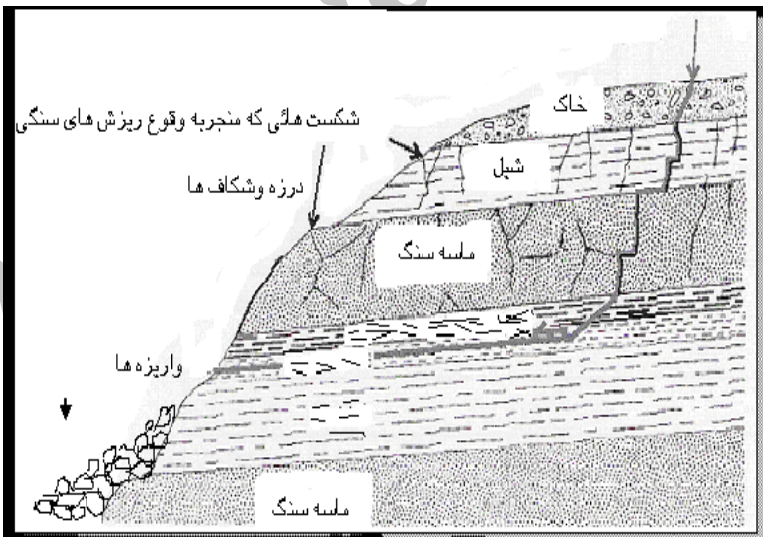 خاک
شکست هائی که منجربه وقوع ریزش های سنگی
شیل
درزه وشکاف ها
ماسه سنگ
واریزه ها
ماسه سنگ